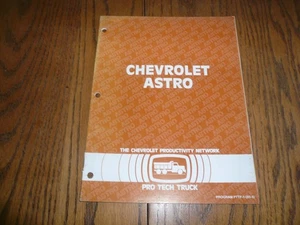 CHEVROLET
ASTRO
THE CHEVROLET PRODUCTIVITY NETWORK
PRO TECH TRUCK